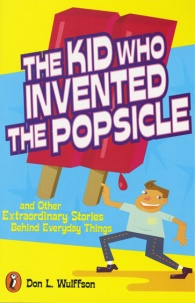 THE KID WHO
INVENTED
THE POPSICLE
and Other
Extraordinary Stories
Behind Everyday Things
Don L. Wulffson